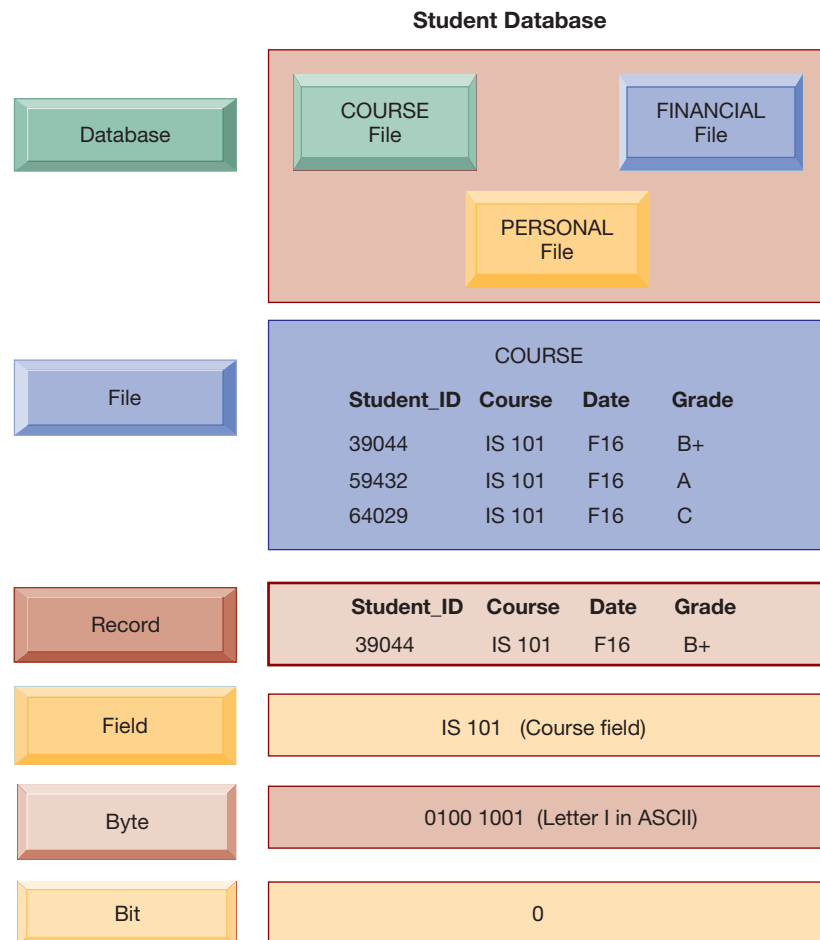 Student Database
Database
COURSE
File
FINANCIAL
File
PERSONAL
File
File
COURSE
Student_ID Course Date Grade
39044 IS 101 F16 B+
59432 IS 101 F16 A
64029 IS 101 F16 C
Record
Student_ID Course Date Grade
39044 IS 101 F16 B+
Field
IS 101 (Course field)
Byte
0100 1001 (Letter I in ASCII)
Bit
0